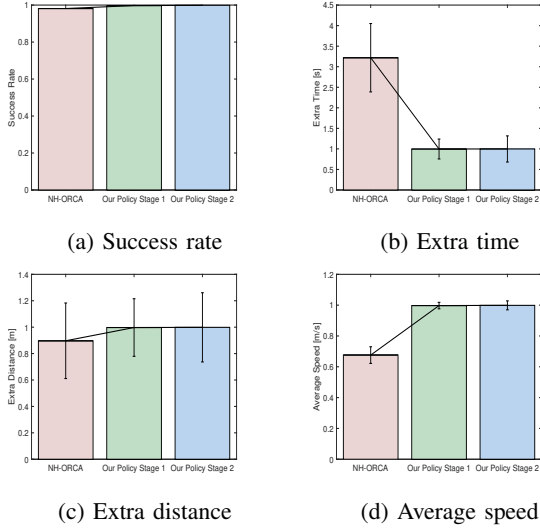 1
0.8
0.6
0.4
0.2
0
Success Rate
NH-ORCA Our Policy Stage 1 Our Policy Stage 2
(a) Success rate
4.5
4
3.5
3
2.5
2
1.5
1
0.5
0
Extra Time [s]
NH-ORCA Our Policy Stage 1 Our Policy Stage 2
(b) Extra time
1.4
1.2
1
0.8
0.6
0.4
0.2
0
Extra Distance [m]
NH-ORCA Our Policy Stage 1 Our Policy Stage 2
(c) Extra distance
1.2
1
0.8
0.6
0.4
0.2
0
Average Speed [m/s]
NH-ORCA Our Policy Stage 1 Our Policy Stage 2
(d) Average speed